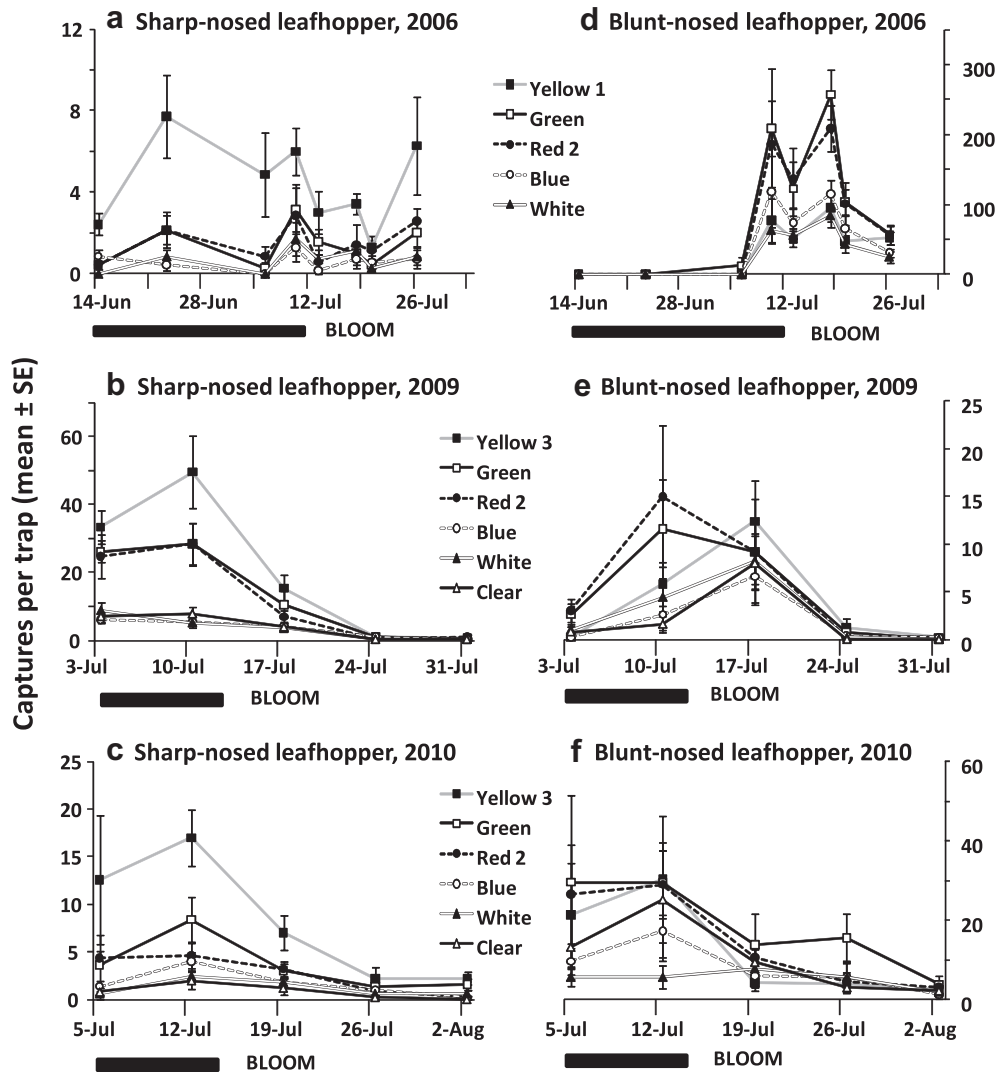 Captures per trap (mean ± SE)
a Sharp-nosed leafhopper, 2006
12
8
4
0
14-Jun 28-Jun 12-Jul 26-Jul
BLOOM
Yellow 1
Green
Red 2
Blue
White
d Blunt-nosed leafhopper, 2006
300
200
100
0
14-Jun 28-Jun 12-Jul 26-Jul
BLOOM
b Sharp-nosed leafhopper, 2009
60
40
20
0
3-Jul 10-Jul 17-Jul 24-Jul 31-Jul
BLOOM
Yellow 3
Green
Red 2
Blue
White
Clear
e Blunt-nosed leafhopper, 2009
25
20
15
10
5
0
3-Jul 10-Jul 17-Jul 24-Jul 31-Jul
BLOOM
c Sharp-nosed leafhopper, 2010
25
20
15
10
5
0
5-Jul 12-Jul 19-Jul 26-Jul 2-Aug
BLOOM
Yellow 3
Green
Red 2
Blue
White
Clear
f Blunt-nosed leafhopper, 2010
60
40
20
0
5-Jul 12-Jul 19-Jul 26-Jul 2-Aug
BLOOM